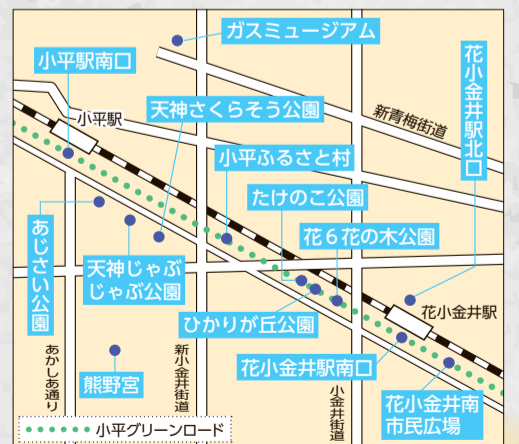 ガスミュージアム
小平駅南口
花小金井駅北口
新青梅街道
天神さくらそう公園
小平駅
小平ふるさと村
たけのこ公園
花６花の木公園
あじさい公園
天神じゃぶ
じゃぶ公園
花小金井駅
ひかりが丘公園
あかしあ通り
熊野宮
新小金井街道
花小金井駅南口
小金井街道
花小金井南
市民広場
小平グリーンロード